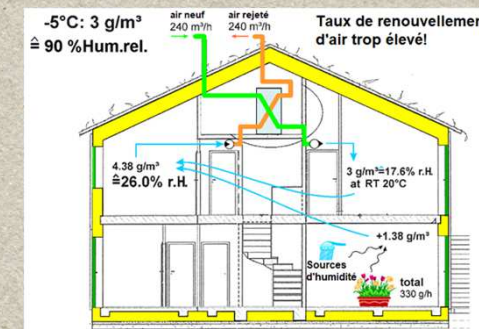 -5°C: 3 g/m³
≙ 90 %Hum.rel.
air neuf
240 m³/h
air rejeté
240 m³/h
Taux de renouvellemen
d'air trop élevé!
4.38 g/m³
≙26.0% r.H.
3 g/m³≙17.6% r.H.
at RT 20°C
+1.38 g/m³
Sources
d'humidité
total
330 g/h